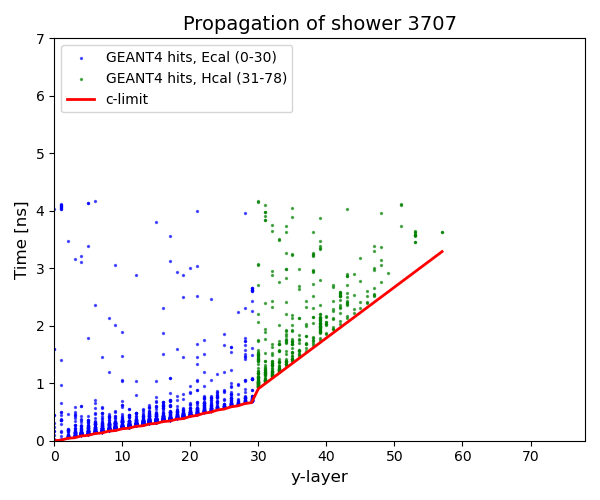 Propagation of shower 3707
GEANT4 hits, Ecal (0-30)
GEANT4 hits, Hcal (31-78)
c-limit
Time [ns]
7
6
5
4
3
2
1
0
0 10 20 30 40 50 60 70
y-layer